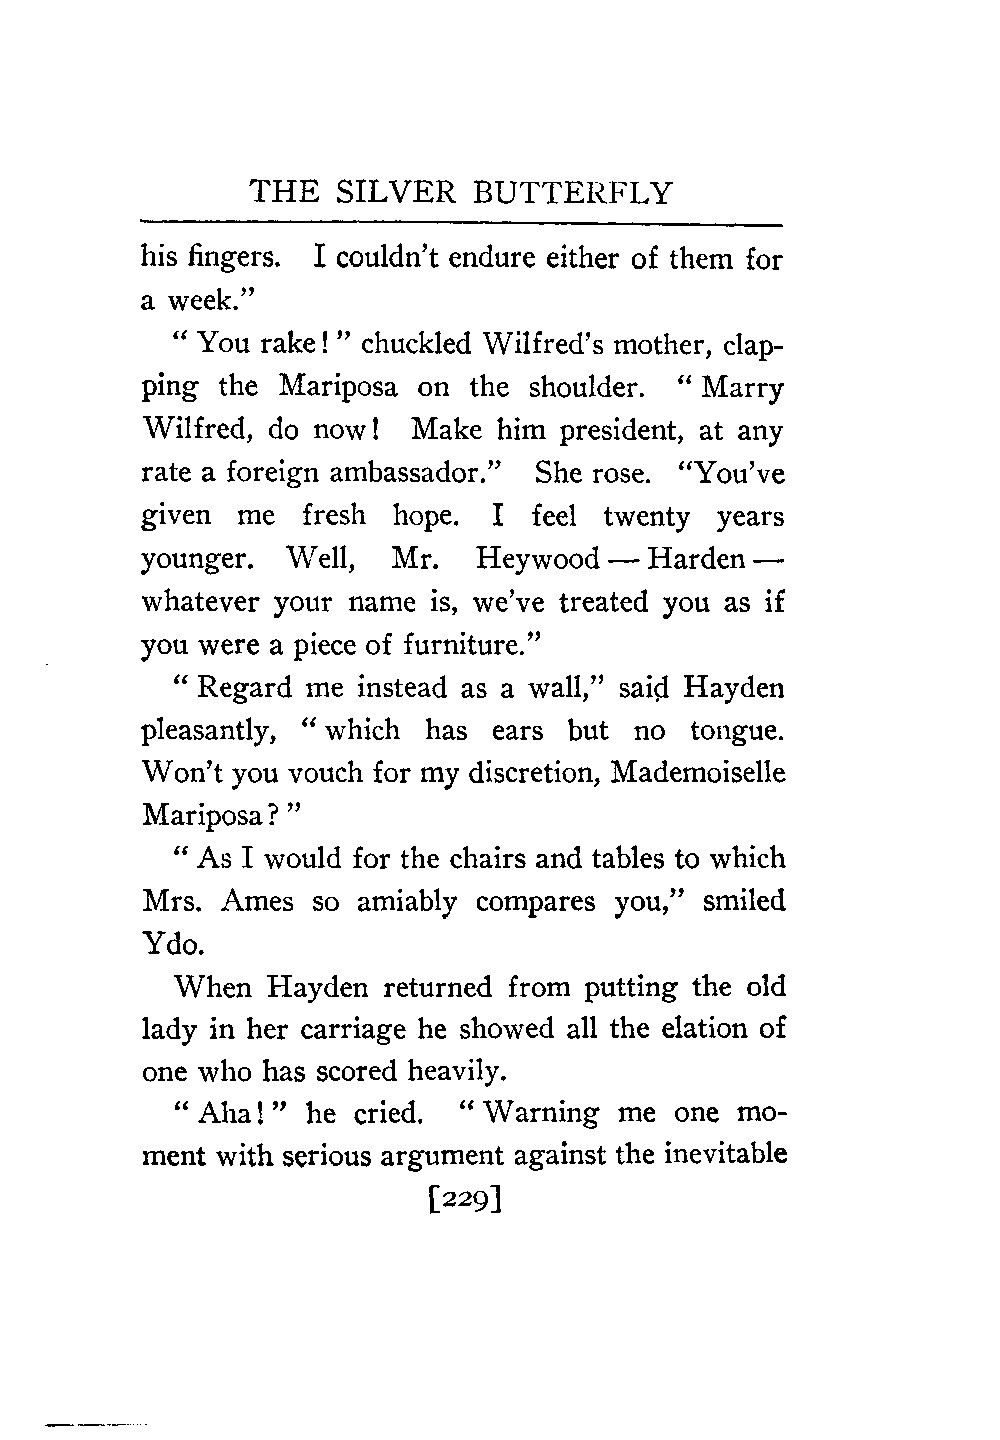 THE SILVER BUTTERFLY
his fingers. I couldn't endure either of them for
a week."
"You rake!" chuckled Wilfred's mother, clap-
ping the Mariposa on the shoulder. "Marry
Wilfred, do now! Make him president, at any
rate a foreign ambassador." She rose. "You've
given me fresh hope. I feel twenty years
younger. Well, Mr. Heywood — Harden —
whatever your name is, we've treated you as if
you were a piece of furniture."
"Regard me instead as a wall," said Hayden
pleasantly, "which has ears but no tongue.
Won't you vouch for my discretion, Mademoiselle
Mariposa?"
"As I would for the chairs and tables to which
Mrs. Ames so amiably compares you," smiled
Ydo.
When Hayden returned from putting the old
lady in her carriage he showed all the elation of
one who has scored heavily.
"Aha!" he cried. "Warning me one mo-
ment with serious argument against the inevitable
[229]